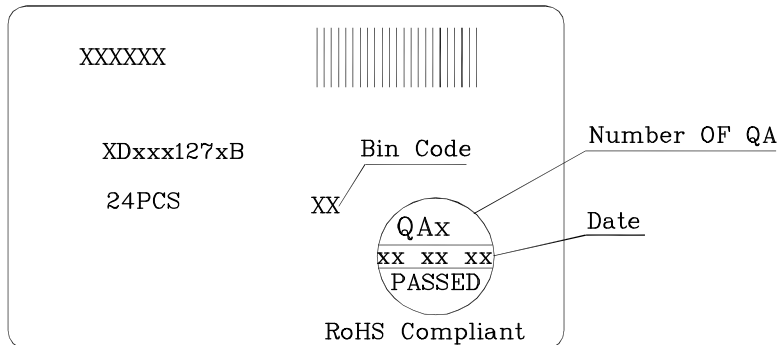 XXXXXX
Number OF QA
XDxxx127xB
Bin Code
24PCS
XX
QAx
Date
xx xx xx
PASSED
RoHS Compliant